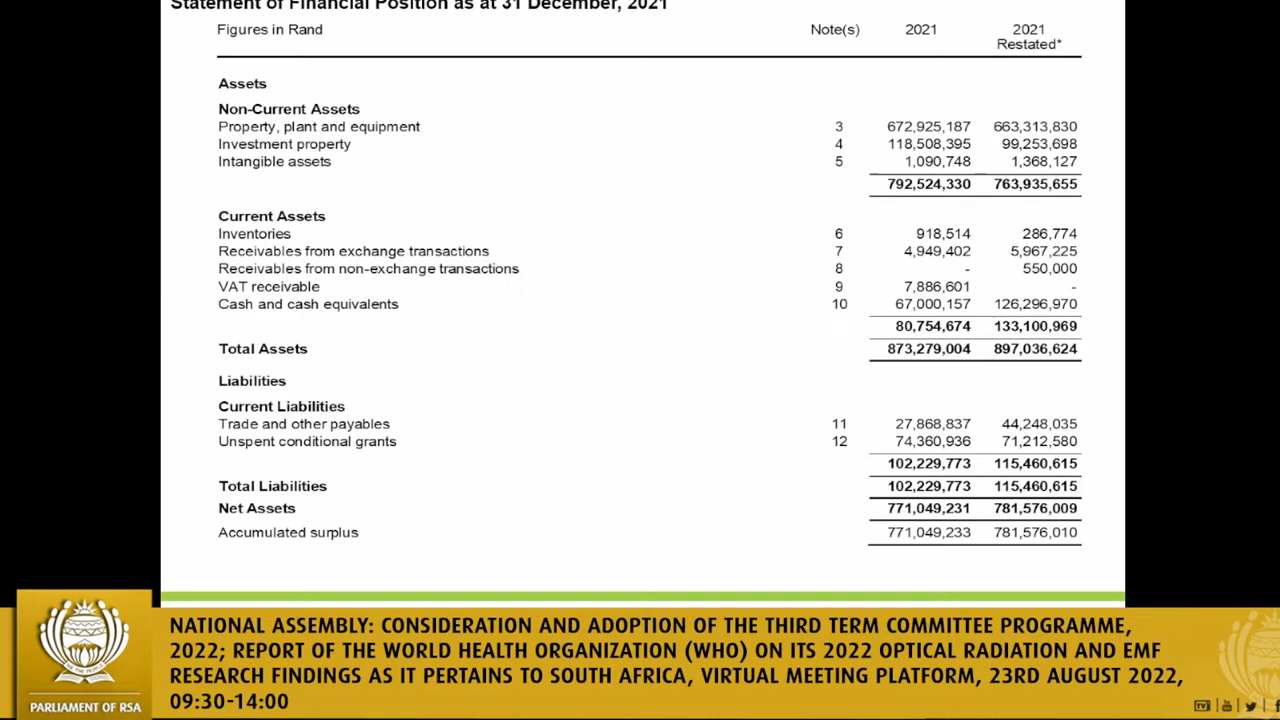 Statement of Financial Position as at 31 December, 2021
Figures in Rand Note(s) 2021 2021
Restated*
Assets
Non-Current Assets
Property, plant and equipment 3 672,925,187 663,313,830
Investment property 4 118,508,395 99,253,698
Intangible assets 5 1,090,748 1,368,127
792,524,330 763,935,655
Current Assets
Inventories 6 918,514 286,774
Receivables from exchange transactions 7 4,949,402 5,967,225
Receivables from non-exchange transactions 8 - 550,000
VAT receivable 9 7,886,601 -
Cash and cash equivalents 10 67,000,157 126,296,970
80,754,674 133,100,969
Total Assets 873,279,004 897,036,624
Liabilities
Current Liabilities
Trade and other payables 11 27,868,837 44,248,035
Unspent conditional grants 12 74,360,936 71,212,580
102,229,773 115,460,615
Total Liabilities 102,229,773 115,460,615
Net Assets 771,049,231 781,576,009
Accumulated surplus 771,049,233 781,576,010
NATIONAL ASSEMBLY: CONSIDERATION AND ADOPTION OF THE THIRD TERM COMMITTEE PROGRAMME,
2022; REPORT OF THE WORLD HEALTH ORGANIZATION (WHO) ON ITS 2022 OPTICAL RADIATION AND EMF
RESEARCH FINDINGS AS IT PERTAINS TO SOUTH AFRICA, VIRTUAL MEETING PLATFORM, 23RD AUGUST 2022,
09:30-14:00
PARLIAMENT OF RSA